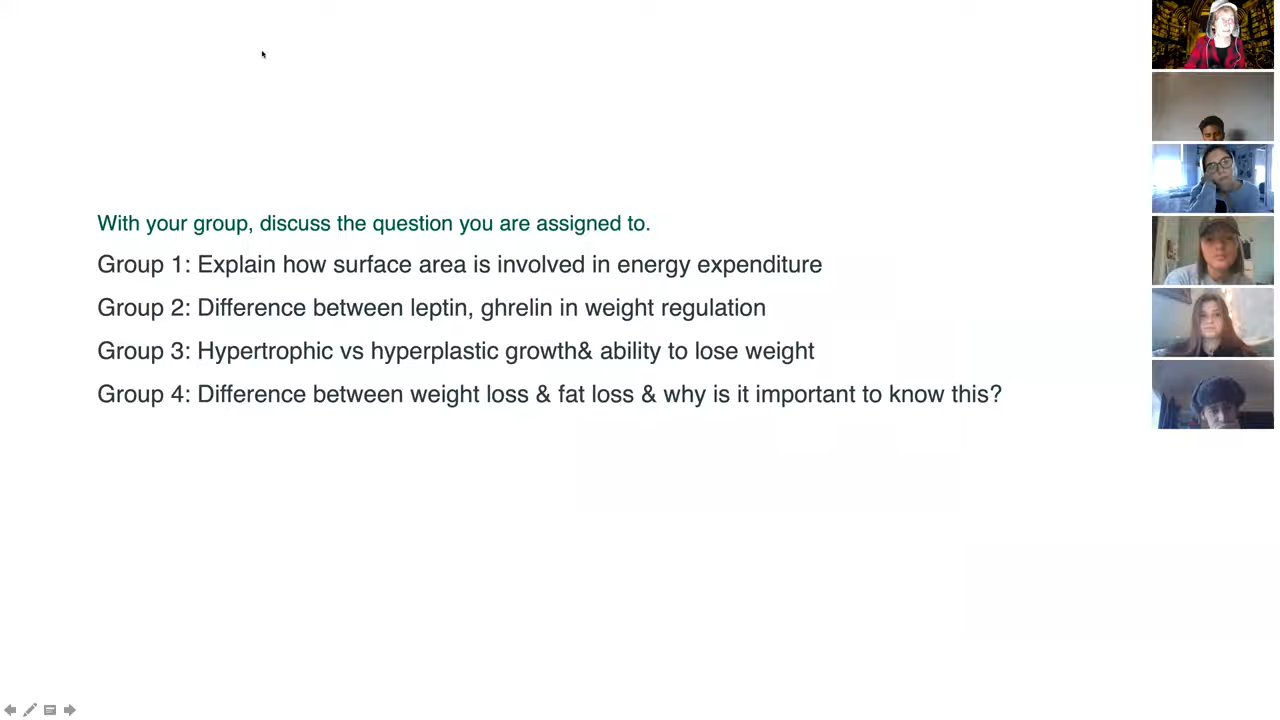 With your group, discuss the question you are assigned to.
Group 1: Explain how surface area is involved in energy expenditure
Group 2: Difference between leptin, ghrelin in weight regulation
Group 3: Hypertrophic vs hyperplastic growth& ability to lose weight
Group 4: Difference between weight loss & fat loss & why is it important to know this?